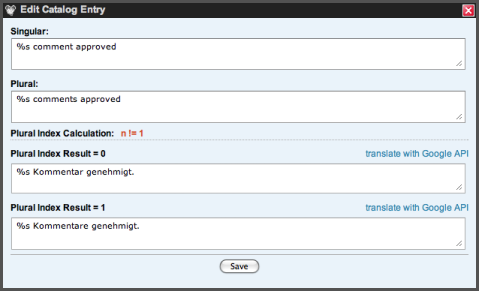 Edit Catalog Entry
Singular:
%s comment approved
Plural:
%s comments approved
Plural Index Calculation: n != 1
Plural Index Result = 0 translate with Google API
%s Kommentar genehmigt.
Plural Index Result = 1 translate with Google API
%s Kommentare genehmigt.
Save